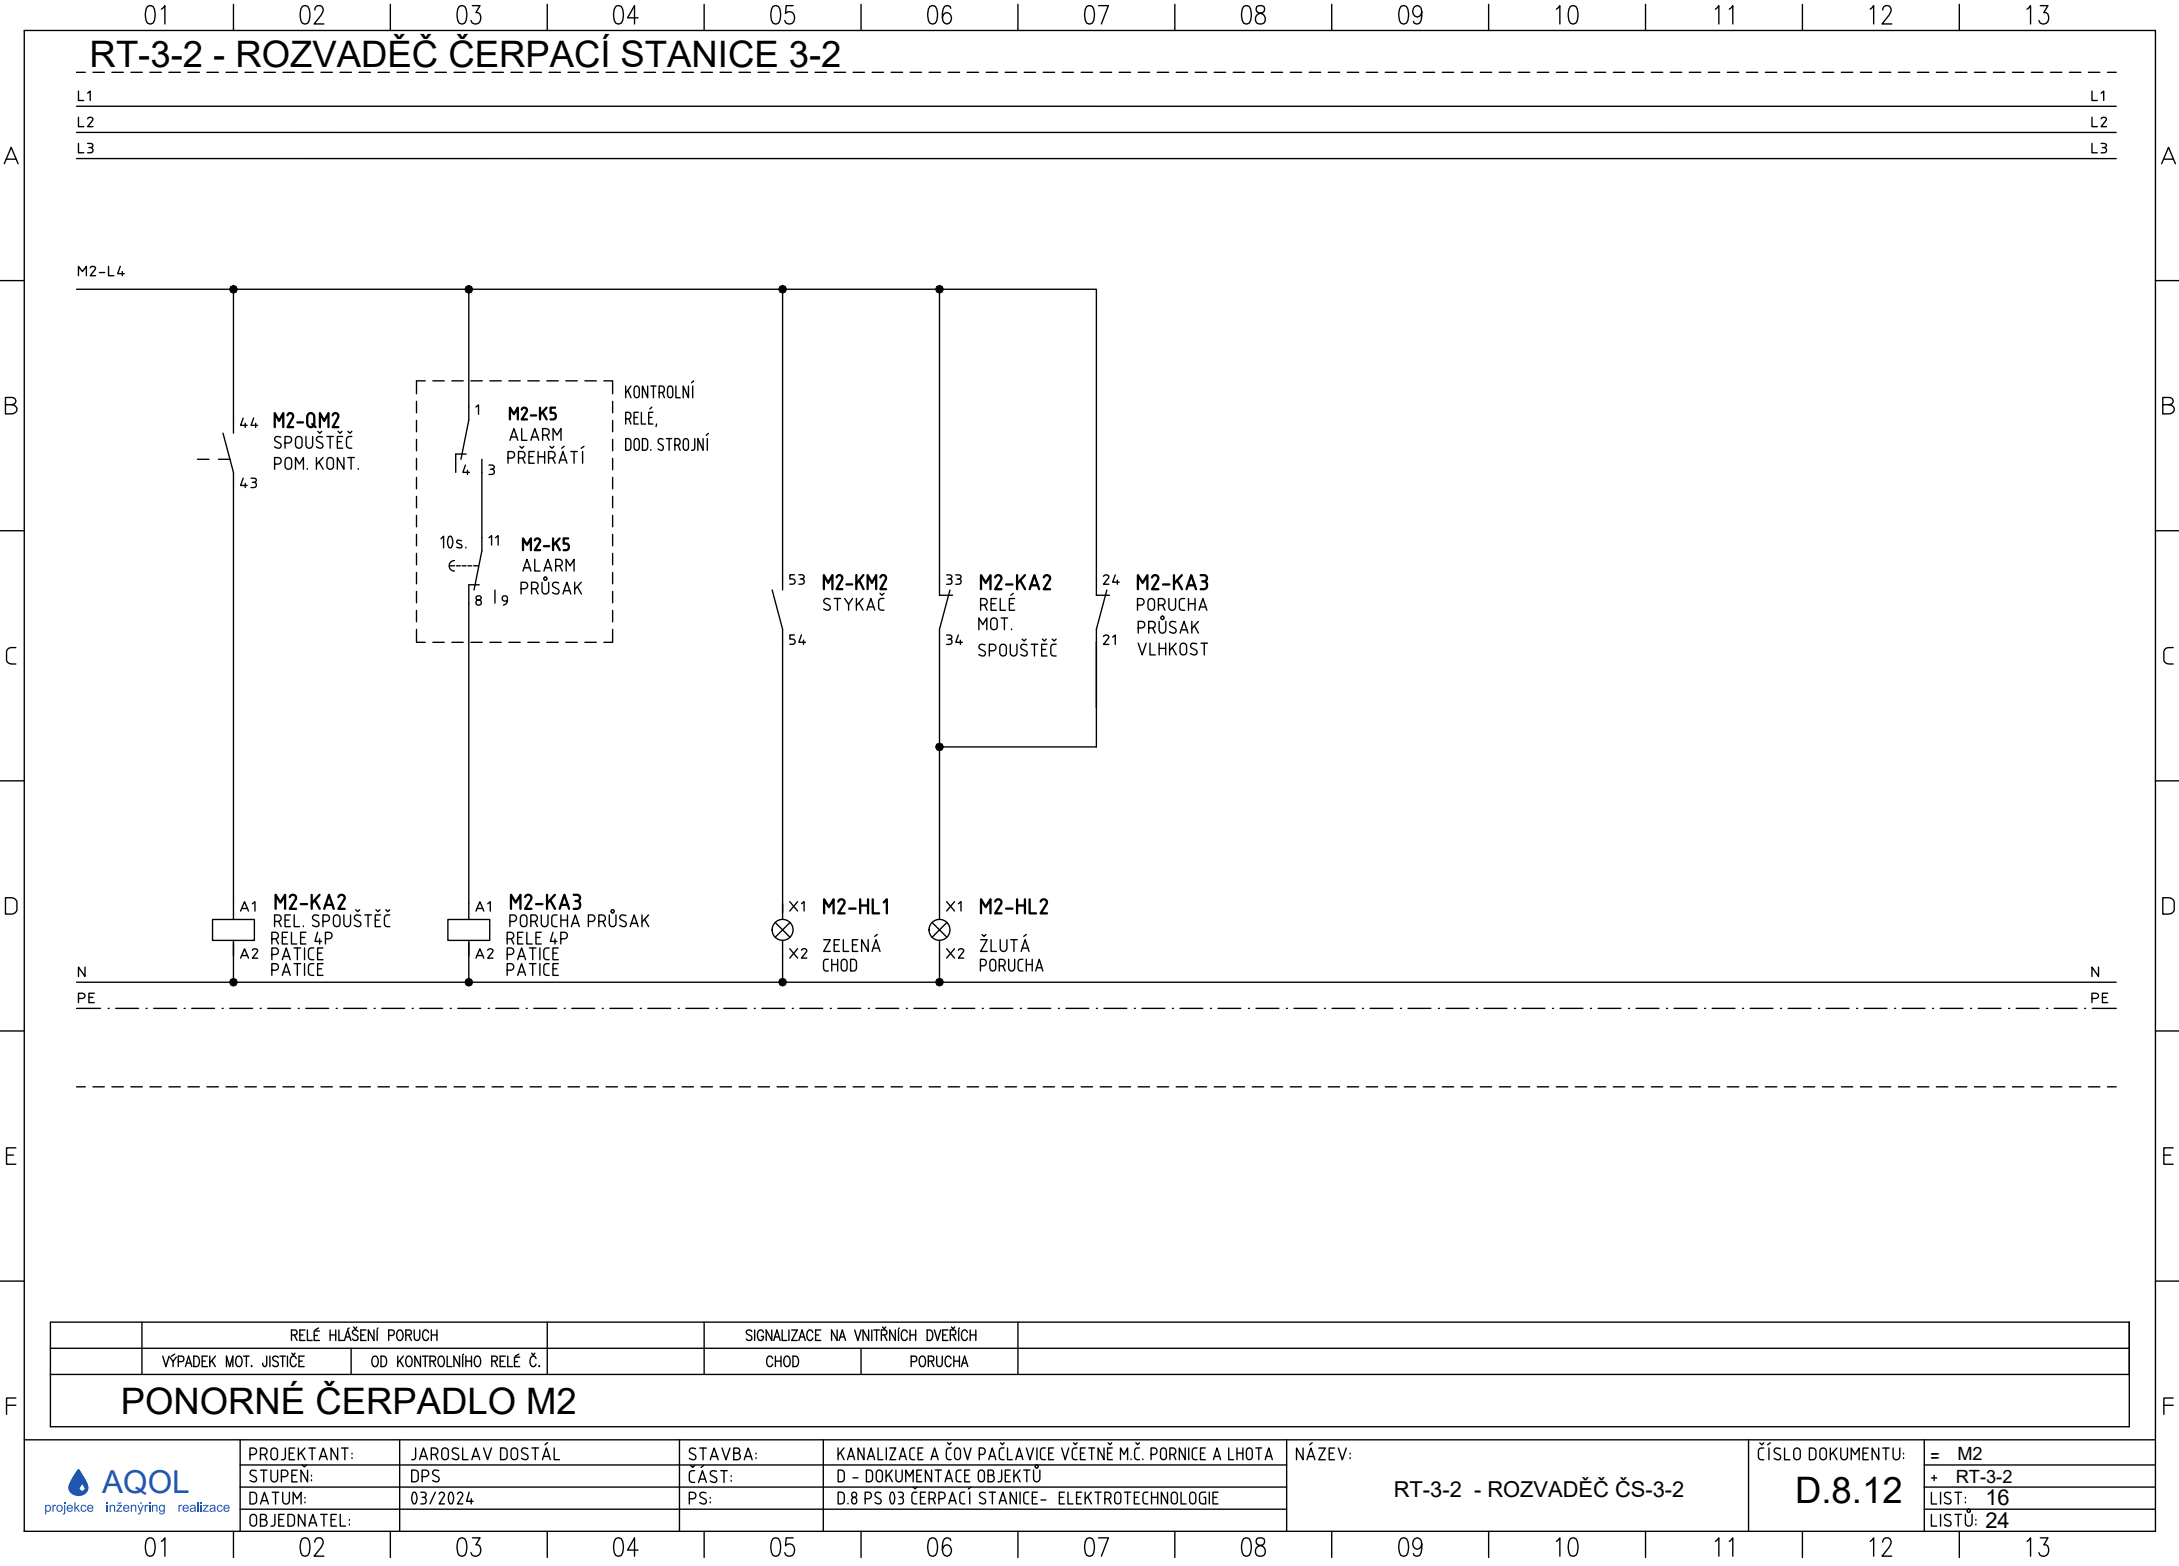 01 02 03 04 05 06 07 08 09 10 11 12 13
RT-3-2 - ROZVADĚČ ČERPACÍ STANICE 3-2
L1 L1
L2 L2
L3 L3
A A
M2-L4
B B
44 M2-QM2
SPOUŠTĚČ
POM. KONT.
43
1 M2-K5
ALARM
PŘEHŘÁTÍ
4 3
KONTROLNÍ
RELÉ,
DOD. STROJNÍ
10s. 11 M2-K5
ALARM
PRŮSAK
8 9
53 M2-KM2
STYKAČ
54
33 M2-KA2
RELÉ
MOT.
34 SPOUŠTĚČ
24 M2-KA3
PORUCHA
PRŮSAK
21 VLHKOST
C C
D D
A1 M2-KA2
REL. SPOUŠTĚČ
RELE 4P
A2 PATICE
PATICE
A1 M2-KA3
PORUCHA PRŮSAK
RELE 4P
A2 PATICE
PATICE
X1 M2-HL1
ZELENÁ
X2 CHOD
X1 M2-HL2
ŽLUTÁ
X2 PORUCHA
N N
PE PE
E E
RELÉ HLÁŠENÍ PORUCH SIGNALIZACE NA VNITŘNÍCH DVEŘÍCH
VÝPADEK MOT. JISTIČE OD KONTROLNÍHO RELÉ Č. CHOD PORUCHA
F F
PONORNÉ ČERPADLO M2
AQOL
projekce inženýring realizace
PROJEKTANT: JAROSLAV DOSTÁL
STUPEŇ: DPS
DATUM: 03/2024
OBJEDNATEL:
STAVBA: KANALIZACE A ČOV PAČLAVICE VČETNĚ M.Č. PORNICE A LHOTA
ČÁST: D - DOKUMENTACE OBJEKTŮ
PS: D.8 PS 03 ČERPACÍ STANICE- ELEKTROTECHNOLOGIE
NÁZEV:
RT-3-2 - ROZVADĚČ ČS-3-2
ČÍSLO DOKUMENTU:
D.8.12
= M2
+ RT-3-2
LIST: 16
LISTŮ: 24
01 02 03 04 05 06 07 08 09 10 11 12 13